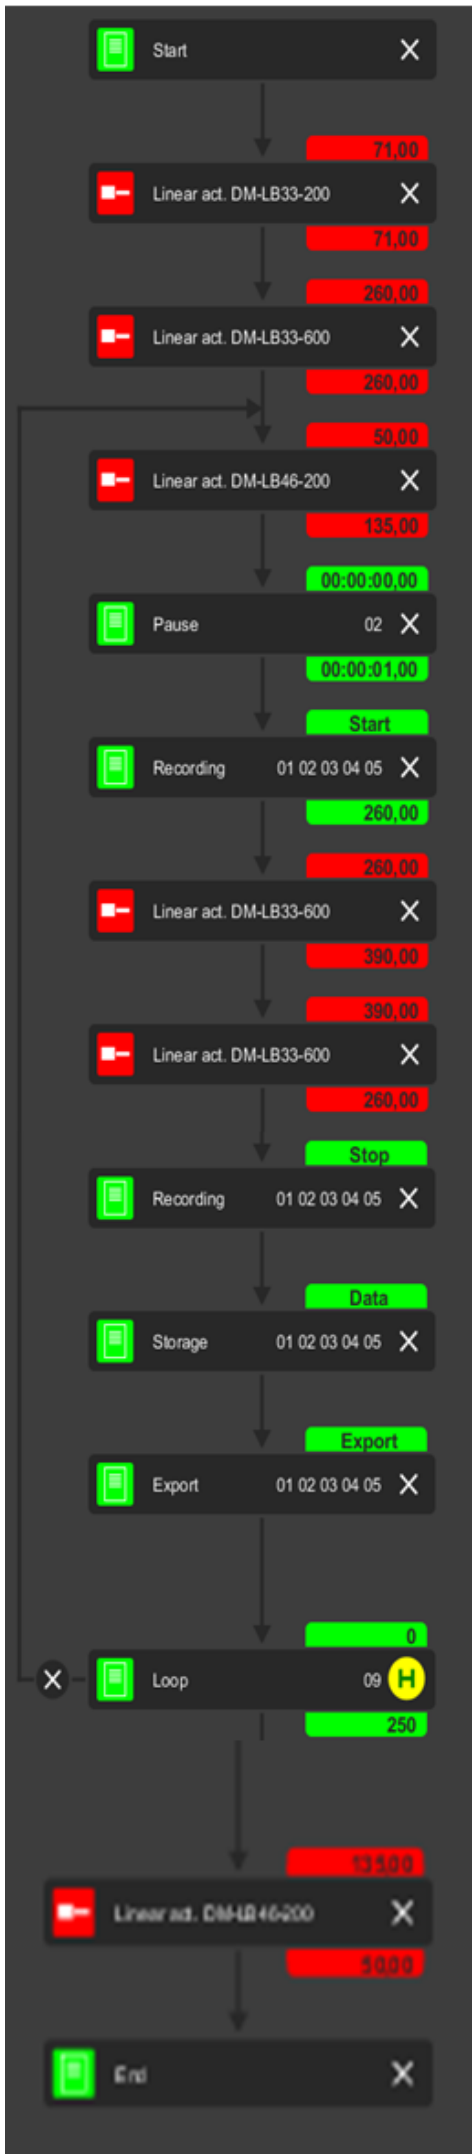 Start
71,00
Linear act. DM-LB33-200
71,00
260,00
Linear act. DM-LB33-600
260,00
50,00
Linear act. DM-LB46-200
135,00
00:00:00,00
Pause 02
00:00:01,00
Start
Recording 01 02 03 04 05
260,00
260,00
Linear act. DM-LB33-600
390,00
390,00
Linear act. DM-LB33-600
260,00
Stop
Recording 01 02 03 04 05
Data
Storage 01 02 03 04 05
Export
Export 01 02 03 04 05
0
Loop 09 H
250
135,00
Linear act. DM-LB46-200
50,00
End